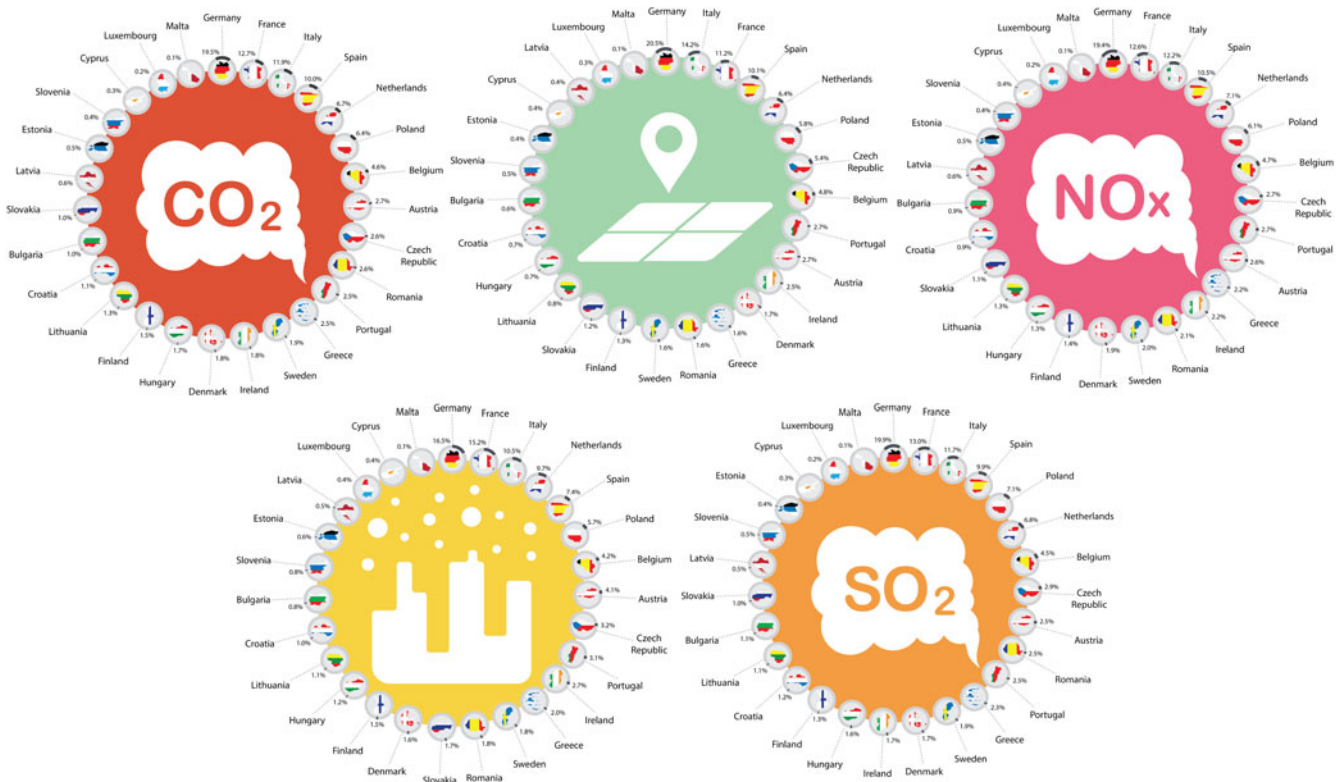 CO2
Germany
19.5%
France
12.7%
Italy
11.9%
Spain
10.0%
Netherlands
6.7%
Poland
6.4%
Belgium
4.6%
Austria
2.7%
Czech
Republic
2.6%
Romania
2.6%
Portugal
2.5%
Greece
2.5%
Sweden
1.9%
Ireland
1.8%
Denmark
1.8%
Hungary
1.7%
Finland
1.5%
Lithuania
1.3%
Croatia
1.1%
Bulgaria
1.0%
Slovakia
1.0%
Latvia
0.6%
Estonia
0.5%
Slovenia
0.4%
Cyprus
0.3%
Luxembourg
0.2%
Malta
0.1%
Germany
20.5%
Italy
14.2%
France
11.2%
Spain
10.1%
Netherlands
6.4%
Poland
5.8%
Czech
Republic
5.4%
Belgium
4.8%
Portugal
2.7%
Austria
2.7%
Ireland
2.5%
Denmark
1.7%
Greece
1.6%
Romania
1.6%
Sweden
1.6%
Finland
1.3%
Slovakia
1.2%
Lithuania
0.8%
Hungary
0.7%
Croatia
0.7%
Bulgaria
0.6%
Slovenia
0.5%
Estonia
0.4%
Cyprus
0.4%
Latvia
0.4%
Luxembourg
0.3%
Malta
0.1%
NOx
Germany
19.4%
France
12.6%
Italy
12.2%
Spain
10.5%
Netherlands
7.1%
Poland
6.1%
Belgium
4.7%
Czech
Republic
2.7%
Portugal
2.7%
Austria
2.6%
Greece
2.2%
Ireland
2.2%
Romania
2.1%
Sweden
2.0%
Denmark
1.9%
Finland
1.4%
Hungary
1.3%
Lithuania
1.3%
Slovakia
0.9%
Croatia
0.9%
Bulgaria
0.6%
Latvia
0.5%
Estonia
0.4%
Slovenia
0.4%
Cyprus
0.2%
Luxembourg
Malta
0.1%
Germany
16.5%
France
15.2%
Italy
10.5%
Netherlands
9.7%
Spain
7.4%
Poland
5.7%
Belgium
4.2%
Austria
4.1%
Czech
Republic
3.2%
Portugal
3.1%
Ireland
2.7%
Greece
2.0%
Sweden
1.8%
Romania
1.8%
Slovakia
1.7%
Denmark
1.6%
Finland
1.5%
Hungary
1.2%
Lithuania
1.1%
Croatia
1.0%
Bulgaria
0.8%
Slovenia
0.8%
Estonia
0.6%
Latvia
0.5%
Luxembourg
0.4%
Cyprus
0.4%
Malta
0.1%
SO2
Germany
19.9%
France
13.0%
Italy
11.7%
Spain
9.9%
Poland
7.1%
Netherlands
6.8%
Belgium
4.5%
Czech
Republic
2.9%
Austria
2.5%
Romania
2.5%
Portugal
2.5%
Greece
2.3%
Sweden
1.9%
Denmark
1.7%
Ireland
1.7%
Hungary
1.6%
Finland
1.3%
Croatia
1.2%
Lithuania
1.1%
Bulgaria
1.1%
Slovakia
1.0%
Latvia
0.5%
Slovenia
0.5%
Estonia
0.4%
Cyprus
0.3%
Luxembourg
0.2%
Malta
0.1%